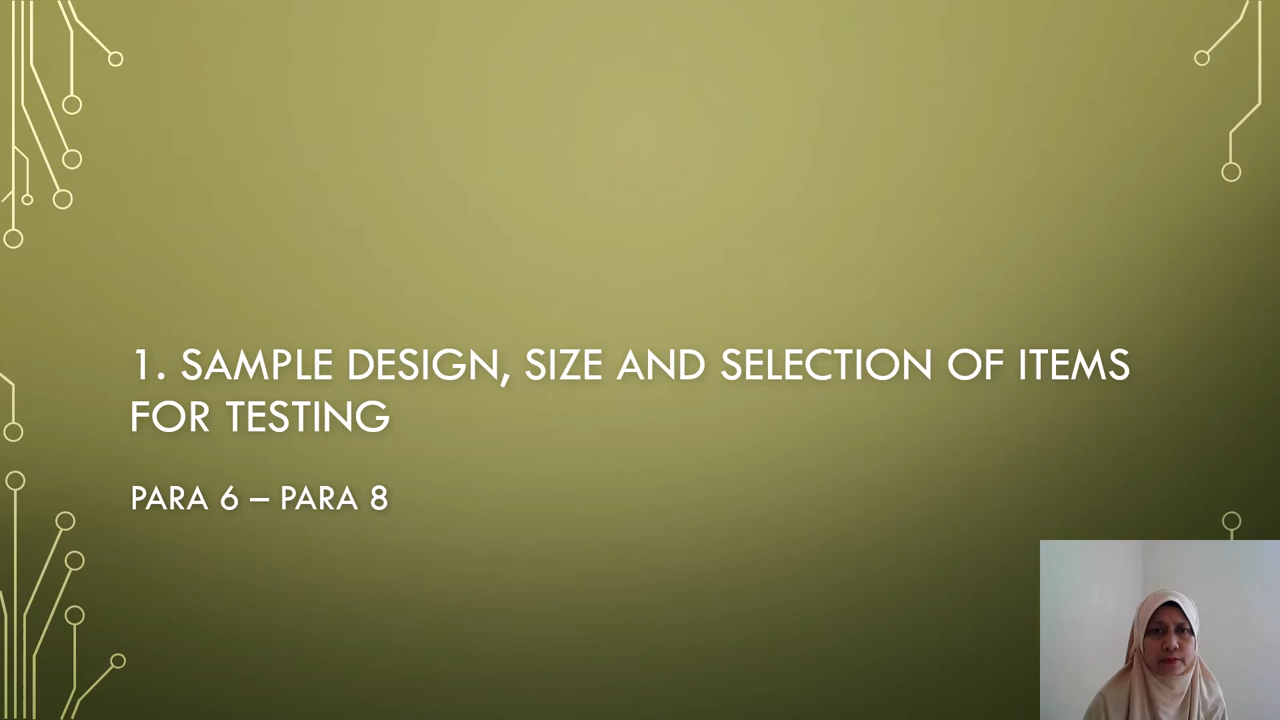 1. SAMPLE DESIGN, SIZE AND SELECTION OF ITEMS
FOR TESTING
PARA 6 – PARA 8